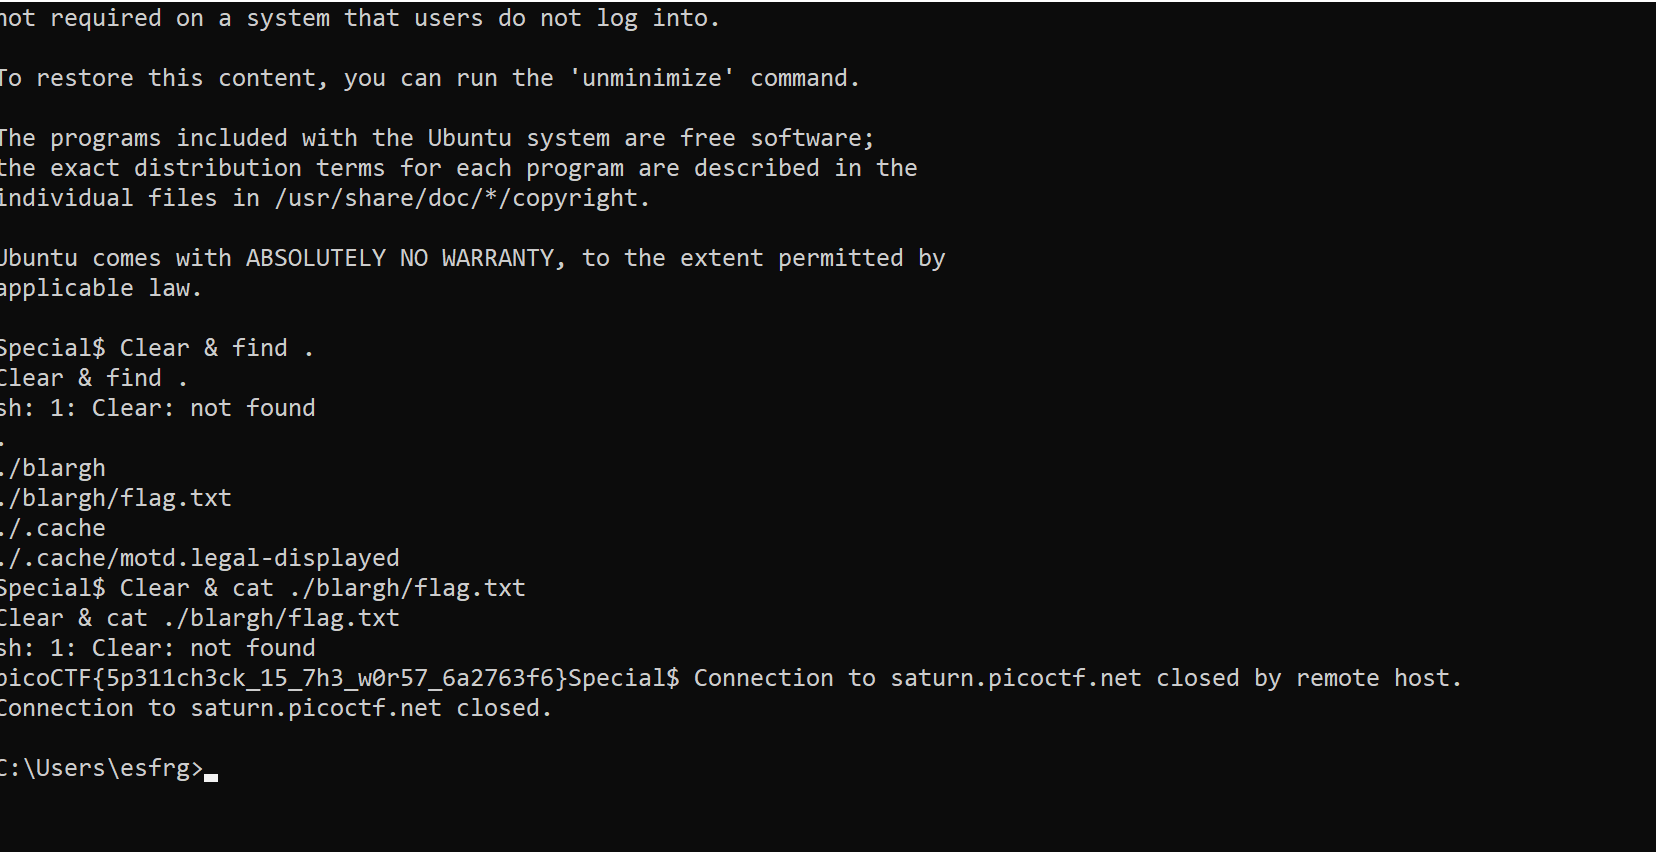 not required on a system that users do not log into.
To restore this content, you can run the 'unminimize' command.
The programs included with the Ubuntu system are free software;
the exact distribution terms for each program are described in the
individual files in /usr/share/doc/*/copyright.
Ubuntu comes with ABSOLUTELY NO WARRANTY, to the extent permitted by
applicable law.
Special$ Clear & find .
Clear & find .
sh: 1: Clear: not found
.
./blargh
./blargh/flag.txt
./.cache
./.cache/motd.legal-displayed
Special$ Clear & cat ./blargh/flag.txt
Clear & cat ./blargh/flag.txt
sh: 1: Clear: not found
picoCTF{5p311ch3ck_15_7h3_w0r57_6a2763f6}Special$ Connection to saturn.picoctf.net closed by remote host.
Connection to saturn.picoctf.net closed.
C:\Users\esfrg>